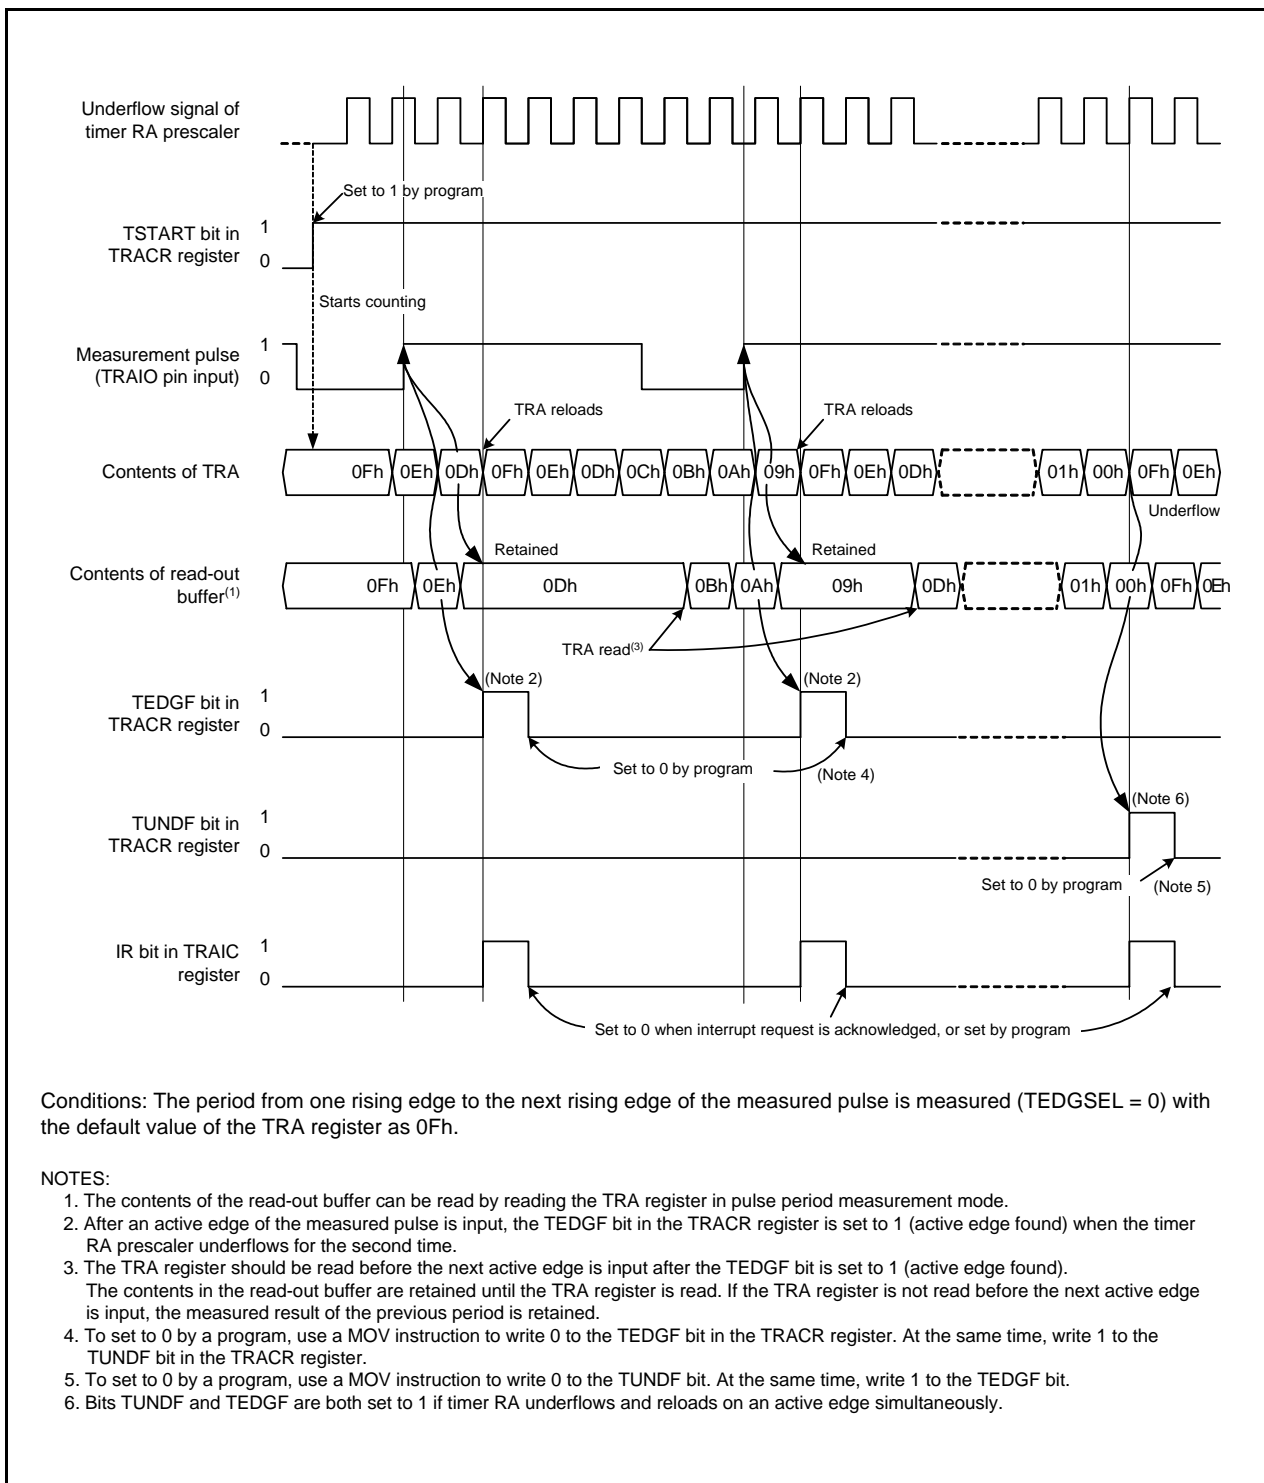 Underflow signal of
timer RA prescaler
Set to 1 by program
TSTART bit in
TRACR register
1
0
Starts counting
Measurement pulse
(TRAIO pin input)
1
0
TRA reloads
TRA reloads
Contents of TRA
0Fh 0Eh 0Dh 0Fh 0Eh 0Dh 0Ch 0Bh 0Ah 09h 0Fh 0Eh 0Dh 01h 00h 0Fh 0Eh
Underflow
Retained
Retained
Contents of read-out
buffer(1)
0Fh 0Eh 0Dh 0Bh 0Ah 09h 0Dh 01h 00h 0Fh 0Eh
TRA read(3)
(Note 2)
(Note 2)
TEDGF bit in
TRACR register
1
0
Set to 0 by program
(Note 4)
(Note 6)
TUNDF bit in
TRACR register
1
0
Set to 0 by program
(Note 5)
IR bit in TRAIC
register
1
0
Set to 0 when interrupt request is acknowledged, or set by program
Conditions: The period from one rising edge to the next rising edge of the measured pulse is measured (TEDGSEL = 0) with
the default value of the TRA register as 0Fh.
NOTES:
1. The contents of the read-out buffer can be read by reading the TRA register in pulse period measurement mode.
2. After an active edge of the measured pulse is input, the TEDGF bit in the TRACR register is set to 1 (active edge found) when the timer
RA prescaler underflows for the second time.
3. The TRA register should be read before the next active edge is input after the TEDGF bit is set to 1 (active edge found).
The contents in the read-out buffer are retained until the TRA register is read. If the TRA register is not read before the next active edge
is input, the measured result of the previous period is retained.
4. To set to 0 by a program, use a MOV instruction to write 0 to the TEDGF bit in the TRACR register. At the same time, write 1 to the
TUNDF bit in the TRACR register.
5. To set to 0 by a program, use a MOV instruction to write 0 to the TUNDF bit. At the same time, write 1 to the TEDGF bit.
6. Bits TUNDF and TEDGF are both set to 1 if timer RA underflows and reloads on an active edge simultaneously.